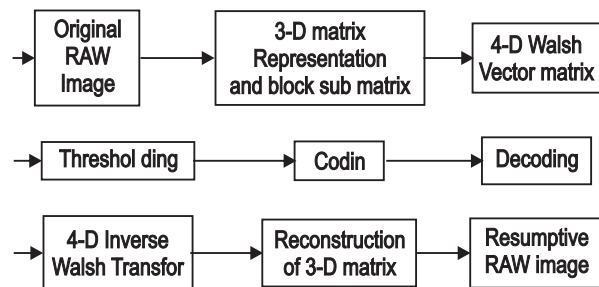 Original
RAW
Image
3-D matrix
Representation
and block sub matrix
4-D Walsh
Vector matrix
Threshol ding
Codin
Decoding
4-D Inverse
Walsh Transfor
Reconstruction
of 3-D matrix
Resumptive
RAW image